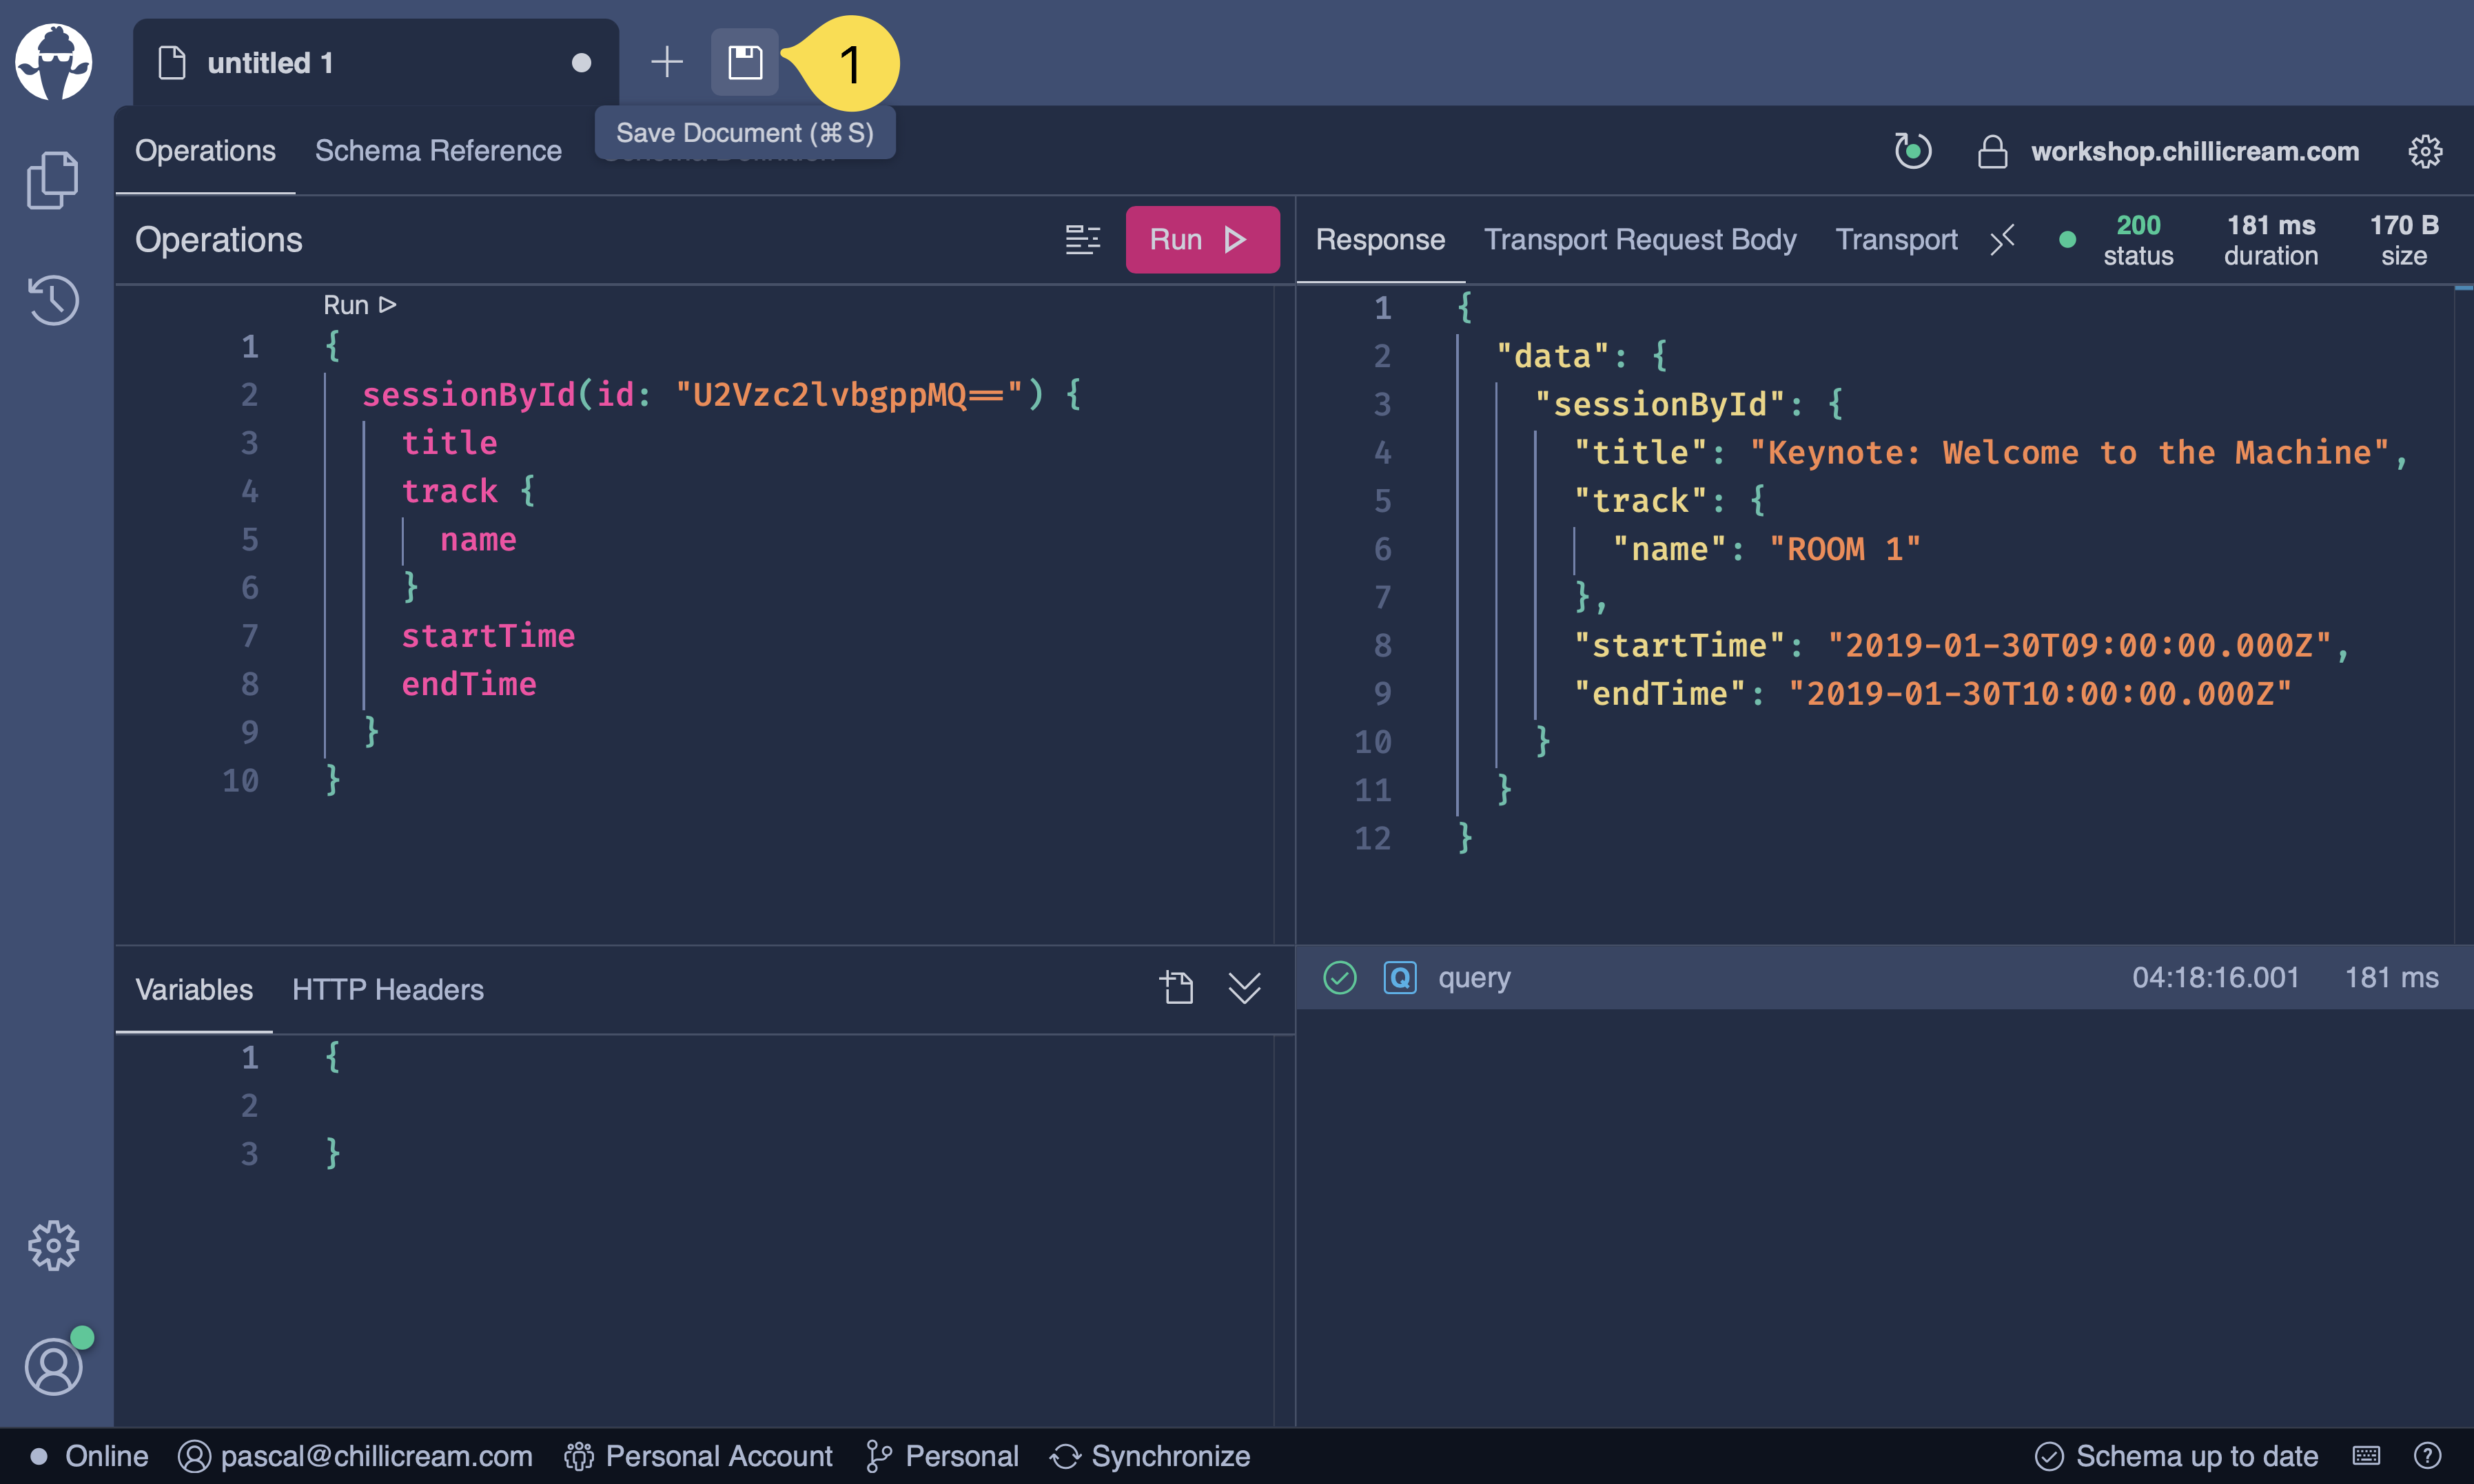 untitled 1
1
Save Document (⌘ S)
Operations
Schema Reference
workshop.chillicream.com
Operations
Run
Response
Transport Request Body
Transport
200
status
181 ms
duration
170 B
size
Run
1 {
2 sessionById(id: "U2Vzc2lvbgppMQ==") {
3 title
4 track {
5 name
6 }
7 startTime
8 endTime
9 }
10 }
1 {
2 "data": {
3 "sessionById": {
4 "title": "Keynote: Welcome to the Machine",
5 "track": {
6 "name": "ROOM 1"
7 },
8 "startTime": "2019-01-30T09:00:00.000Z",
9 "endTime": "2019-01-30T10:00:00.000Z"
10 }
11 }
12 }
Variables
HTTP Headers
1 {
2
3 }
Q query 04:18:16.001 181 ms
Online
pascal@chillicream.com
Personal Account
Personal
Synchronize
Schema up to date
?